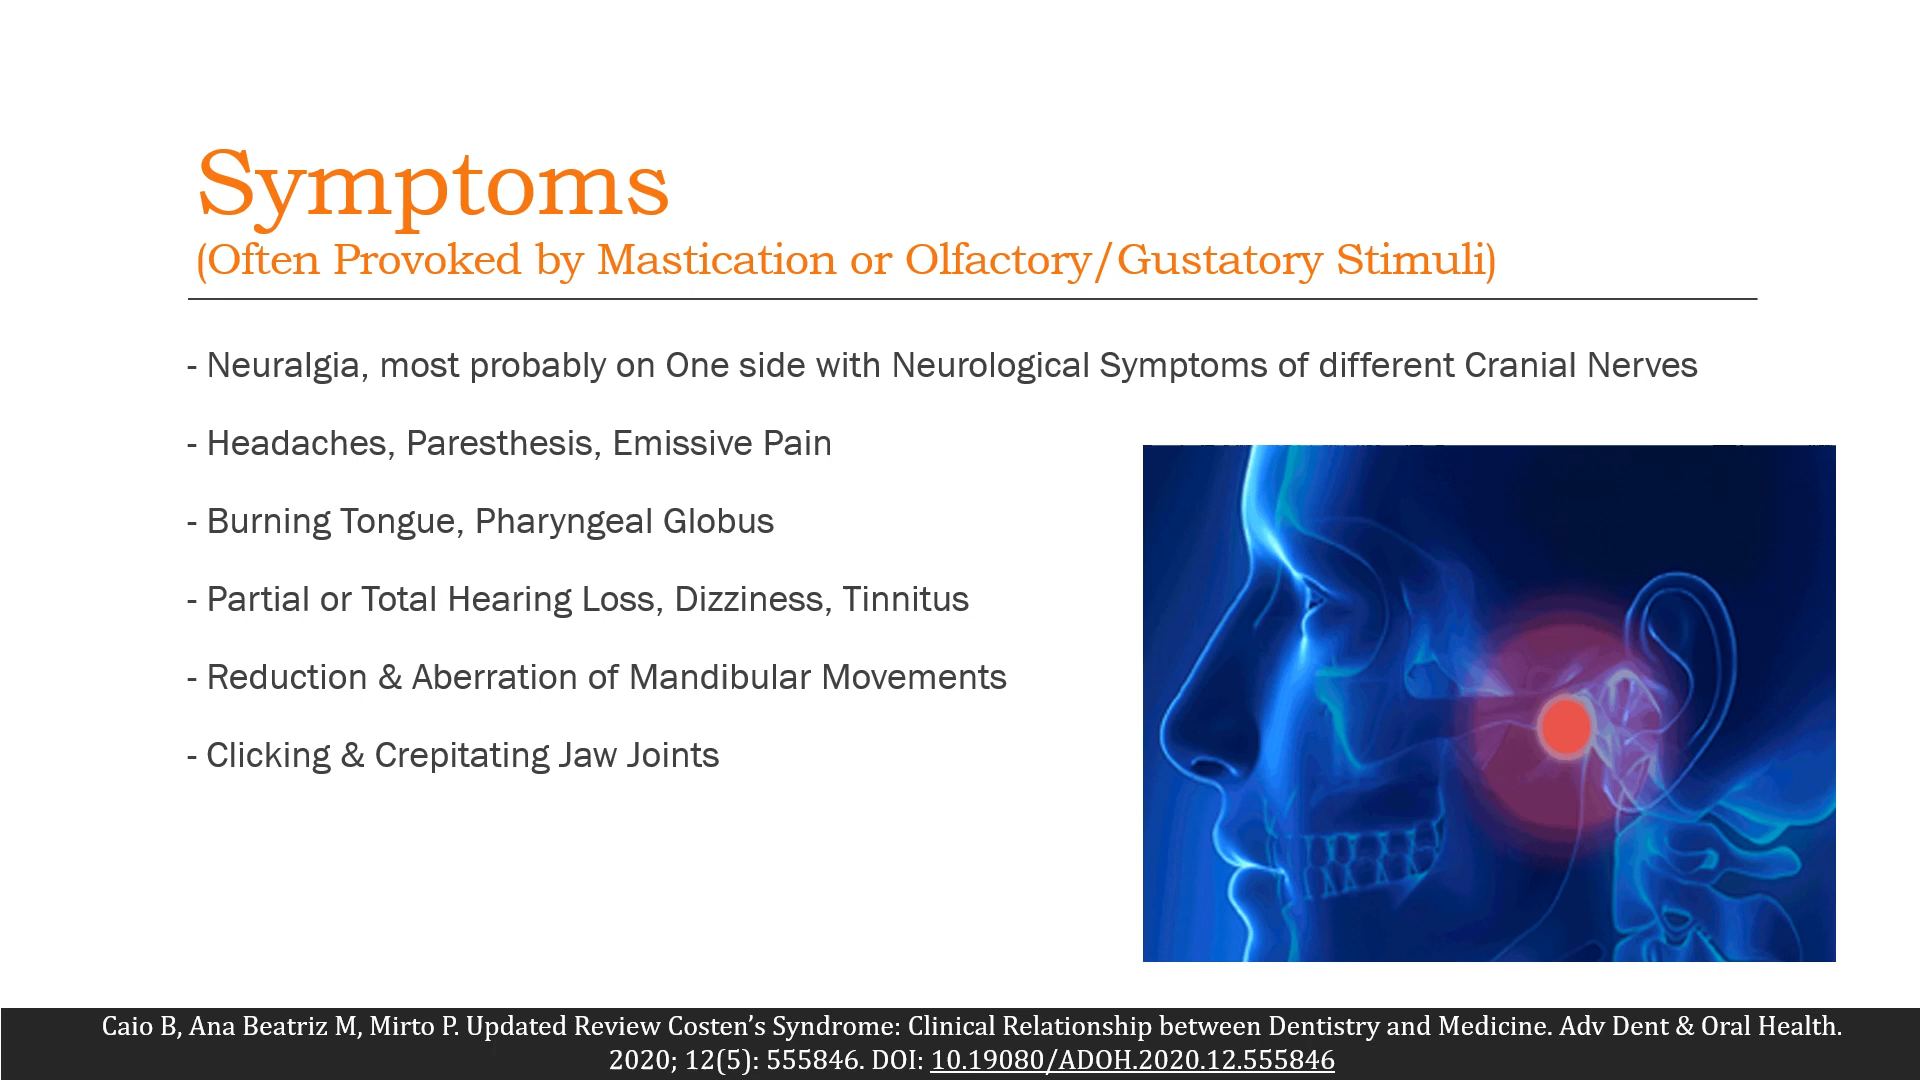 Symptoms
(Often Provoked by Mastication or Olfactory/Gustatory Stimuli)
- Neuralgia, most probably on One side with Neurological Symptoms of different Cranial Nerves
- Headaches, Paresthesis, Emissive Pain
- Burning Tongue, Pharyngeal Globus
- Partial or Total Hearing Loss, Dizziness, Tinnitus
- Reduction & Aberration of Mandibular Movements
- Clicking & Crepitating Jaw Joints
Caio B, Ana Beatriz M, Mirto P. Updated Review Costen’s Syndrome: Clinical Relationship between Dentistry and Medicine. Adv Dent & Oral Health.
2020; 12(5): 555846. DOI: 10.19080/ADOH.2020.12.555846